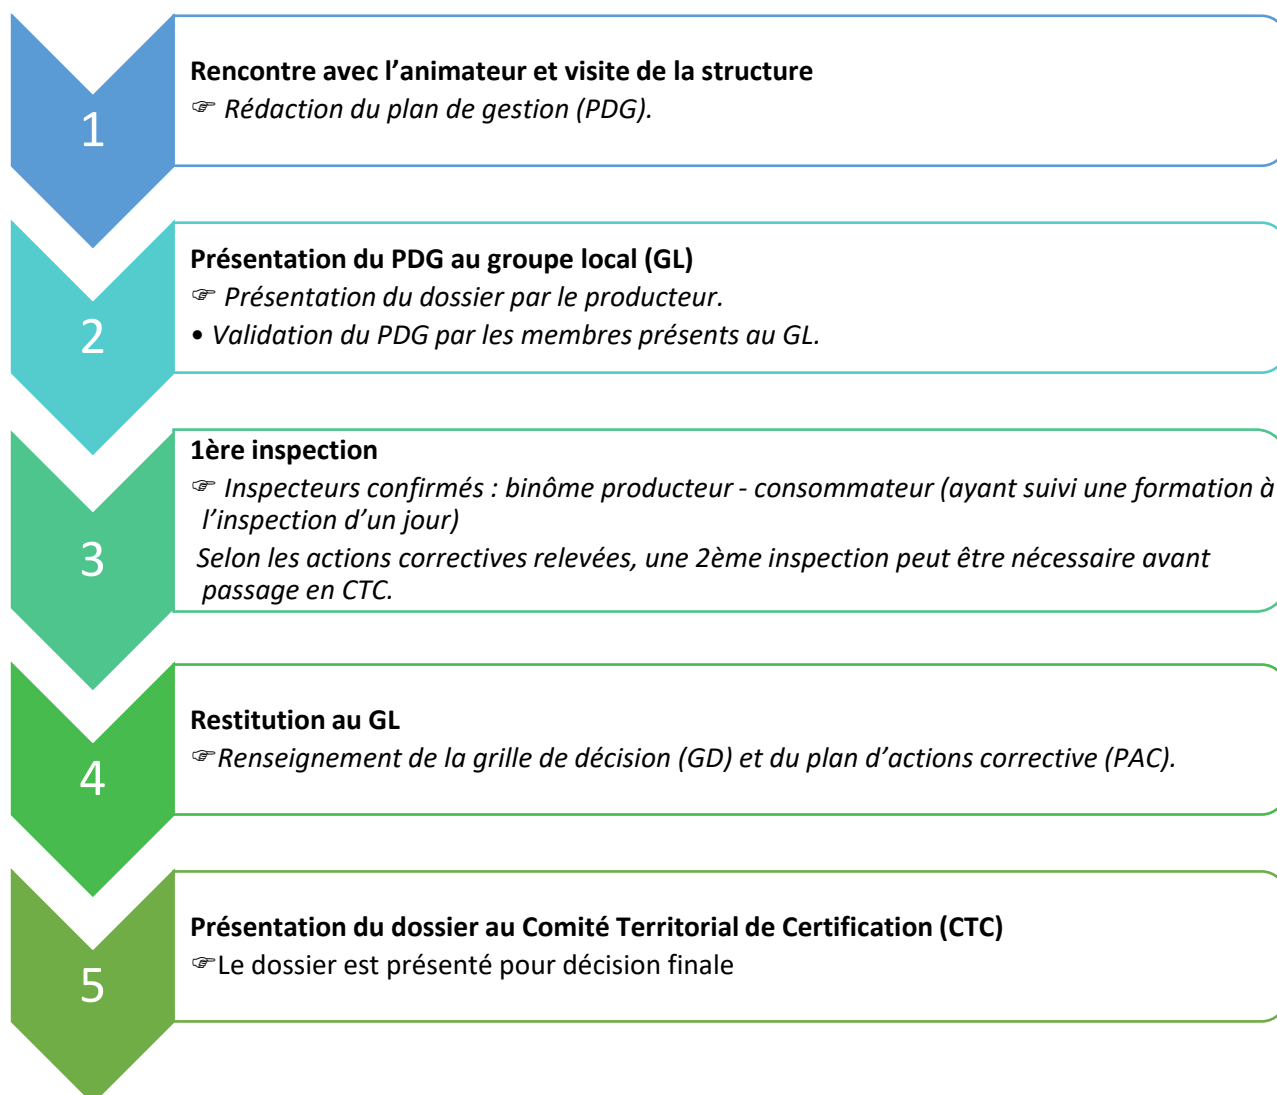 1
Rencontre avec l’animateur et visite de la structure
☞ Rédaction du plan de gestion (PDG).
2
Présentation du PDG au groupe local (GL)
☞ Présentation du dossier par le producteur.
• Validation du PDG par les membres présents au GL.
3
1ère inspection
☞ Inspecteurs confirmés : binôme producteur - consommateur (ayant suivi une formation à
l’inspection d’un jour)
Selon les actions correctives relevées, une 2ème inspection peut être nécessaire avant
passage en CTC.
4
Restitution au GL
☞Renseignement de la grille de décision (GD) et du plan d’actions corrective (PAC).
5
Présentation du dossier au Comité Territorial de Certification (CTC)
☞Le dossier est présenté pour décision finale